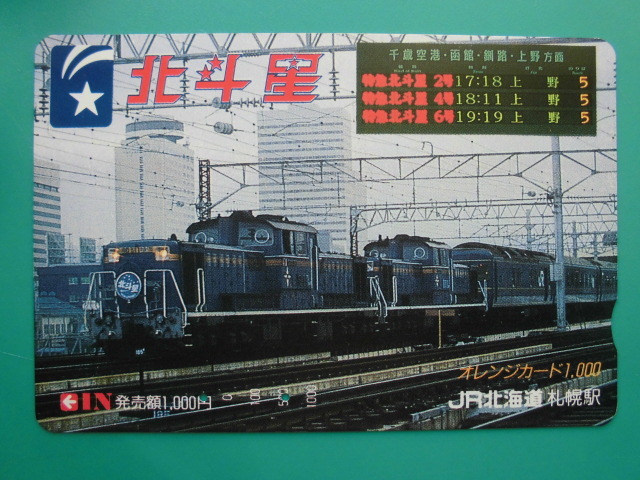 北斗星
千歳空港・函館・釧路・上野方面
特急北斗星 2号 17:18 上 野 5
特急北斗星 4号 18:11 上 野 5
特急北斗星 6号 19:19 上 野 5
北斗星
オレンジカード1,000
IN 発売額1,000円 0 100 500 1000
JR北海道 札幌駅